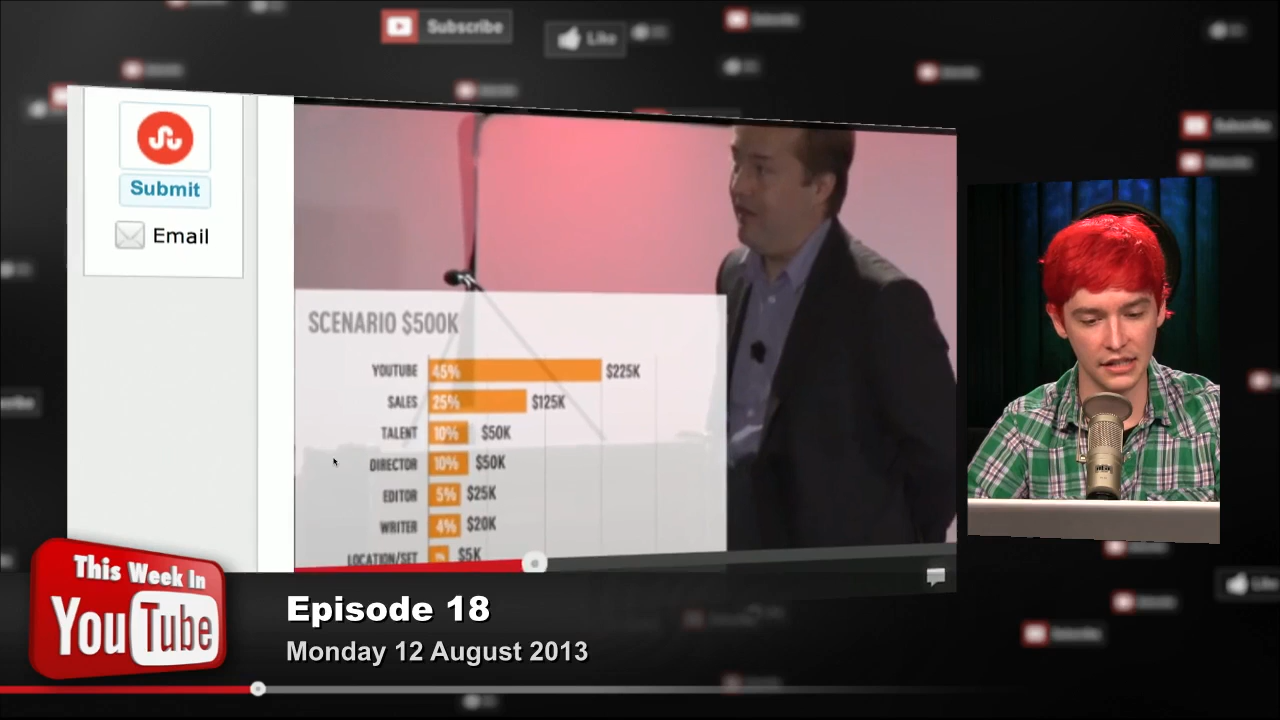 Subscribe
Like
Submit
Email
SCENARIO $500K
YOUTUBE 45% $225K
SALES 25% $125K
TALENT 10% $50K
DIRECTOR 10% $50K
EDITOR 5% $25K
WRITER 4% $20K
LOCATION/SET $5K
This Week In
YouTube
Episode 18
Monday 12 August 2013